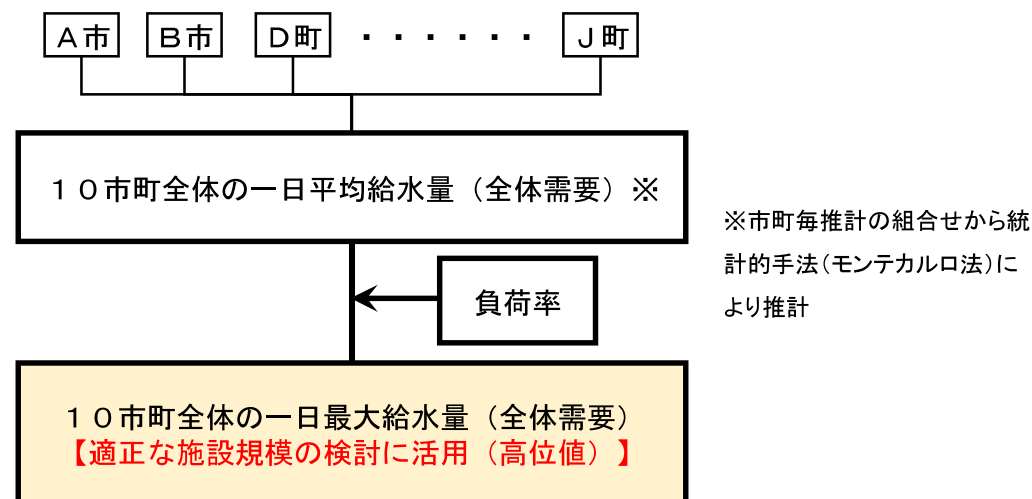 A市 B市 D町 ・・・・・・ J町
１０市町全体の一日平均給水量（全体需要）※
※市町毎推計の組合せから統
計的手法（モンテカルロ法）に
より推計
負荷率
１０市町全体の一日最大給水量（全体需要）
【適正な施設規模の検討に活用（高位値）】